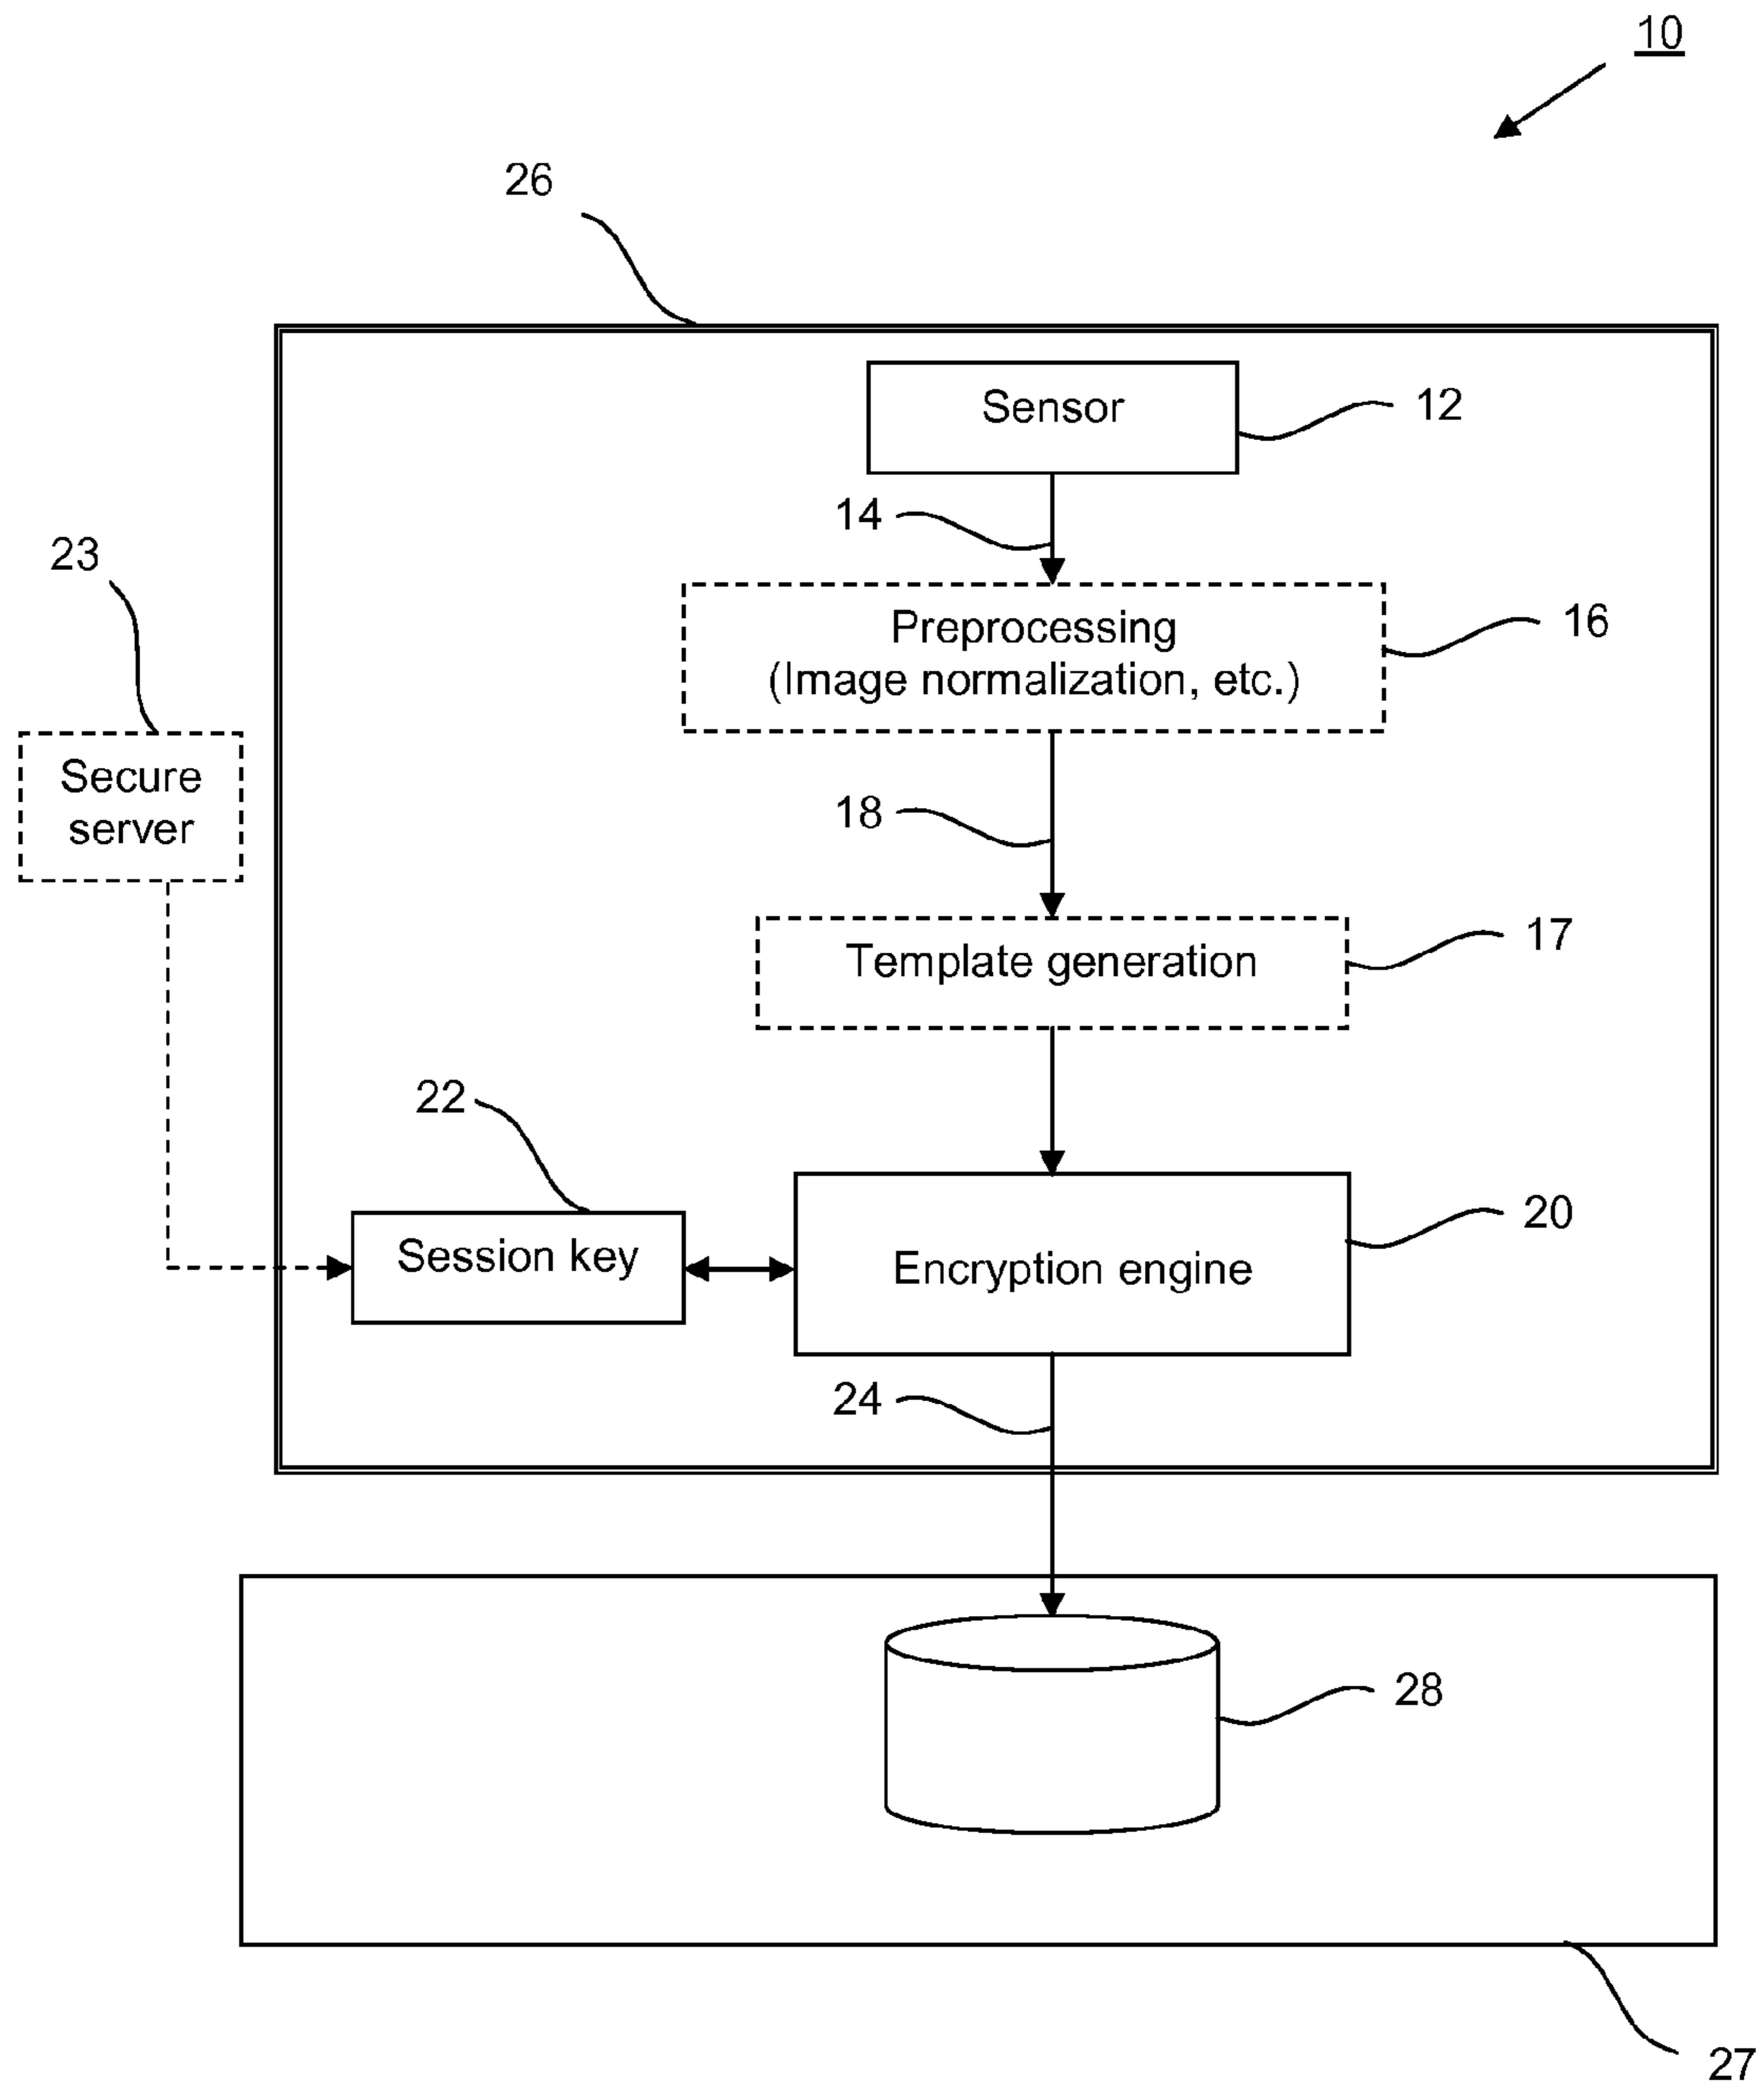 10
26
Sensor
12
14
23
Preprocessing
(Image normalization, etc.)
16
Secure
server
18
Template generation
17
22
Session key
Encryption engine
20
24
28
27